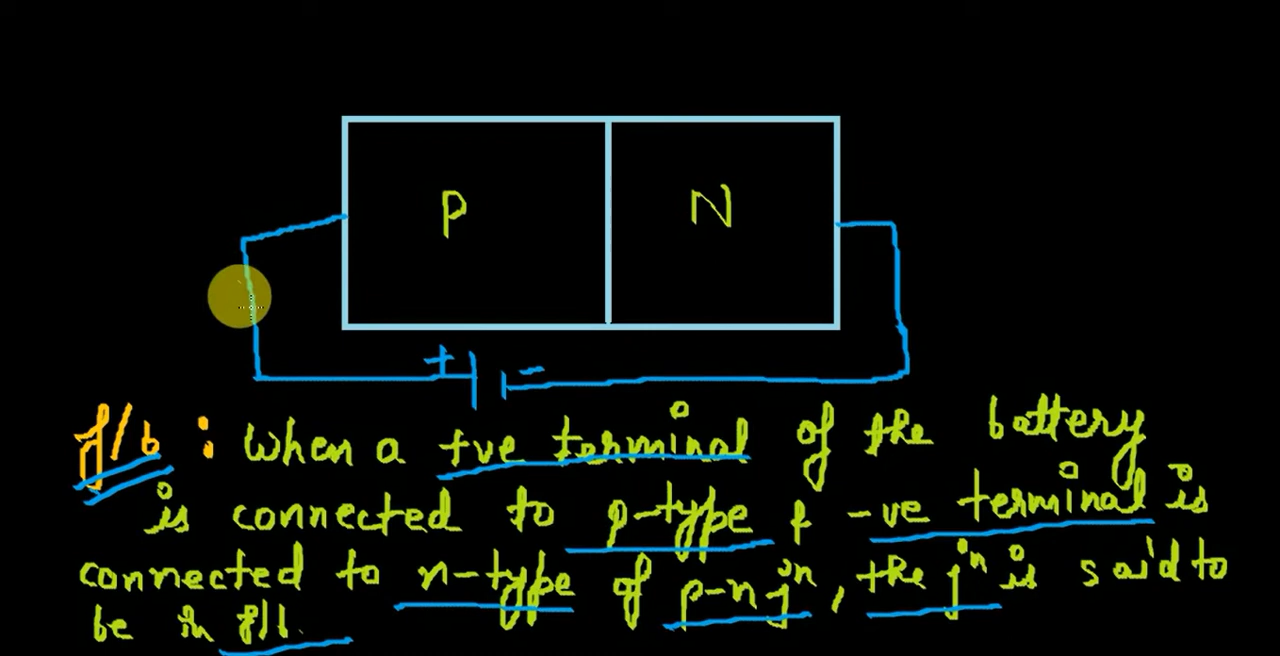 P N
+ -
f/b : when a +ve terminal of the battery
is connected to p-type & -ve terminal is
connected to n-type of p-n jn, the jn is said to
be in f/b.